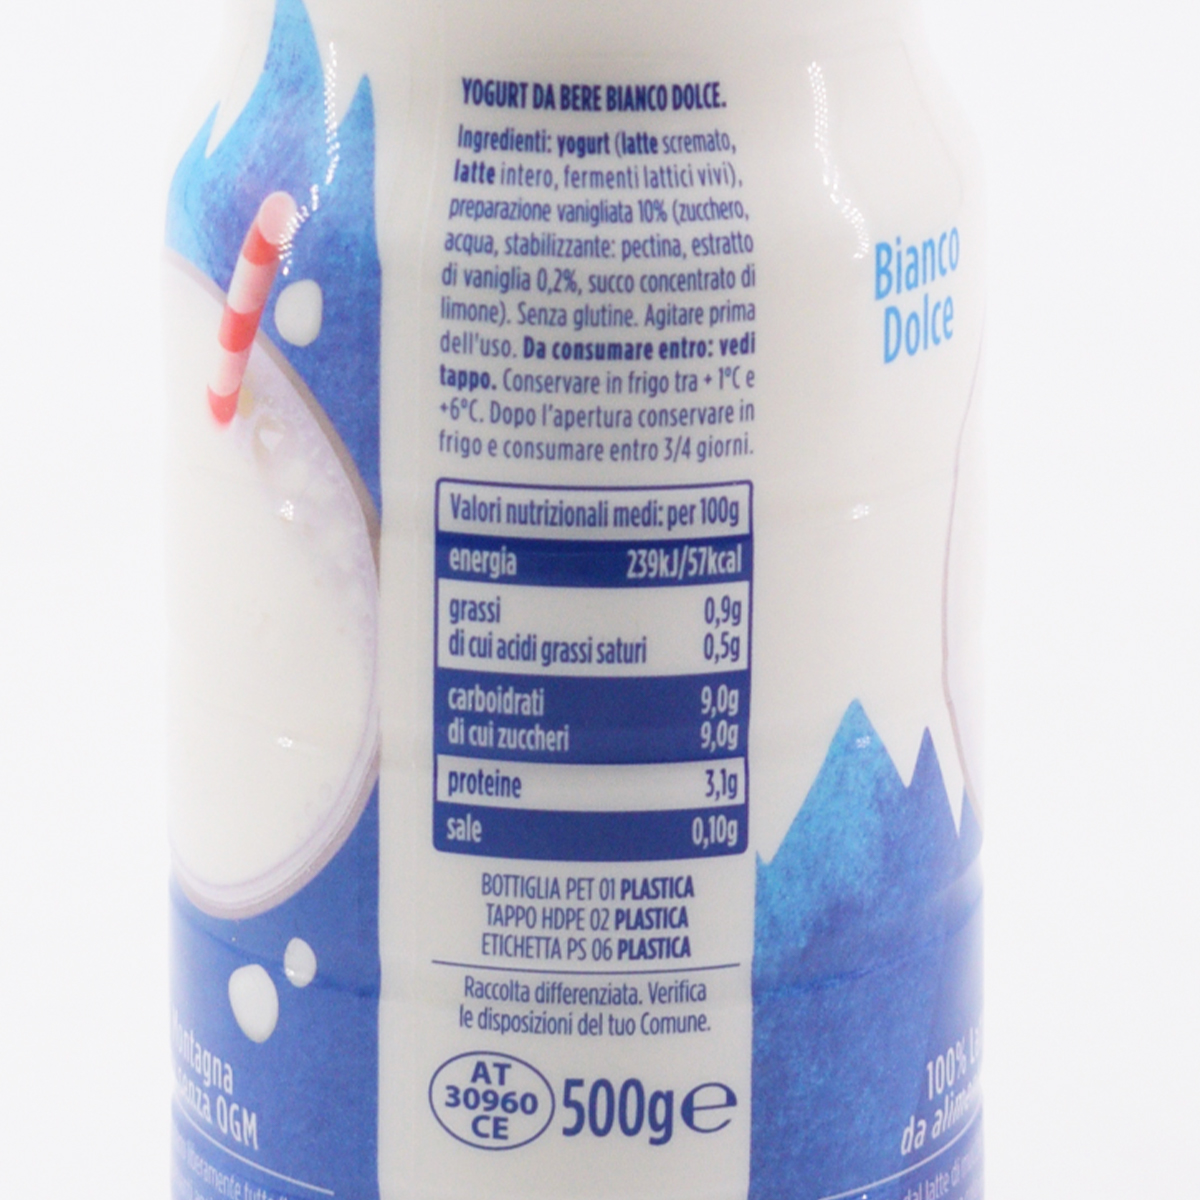 YOGURT DA BERE BIANCO DOLCE.
Ingredienti: yogurt (latte scremato,
latte intero, fermenti lattici vivi),
preparazione vanigliata 10% (zucchero,
acqua, stabilizzante: pectina, estratto
di vaniglia 0,2%, succo concentrato di
limone). Senza glutine. Agitare prima
dell'uso. Da consumare entro: vedi
tappo. Conservare in frigo tra + 1°C e
+6°C. Dopo l'apertura conservare in
frigo e consumare entro 3/4 giorni.
Valori nutrizionali medi: per 100g
energia 239kJ/57kcal
grassi 0,9g
di cui acidi grassi saturi 0,5g
carboidrati 9,0g
di cui zuccheri 9,0g
proteine 3,1g
sale 0,10g
BOTTIGLIA PET 01 PLASTICA
TAPPO HDPE 02 PLASTICA
ETICHETTA PS 06 PLASTICA
Raccolta differenziata. Verifica
le disposizioni del tuo Comune.
AT
30960
CE
500g e
Bianco
Dolce
OGM
100%
da